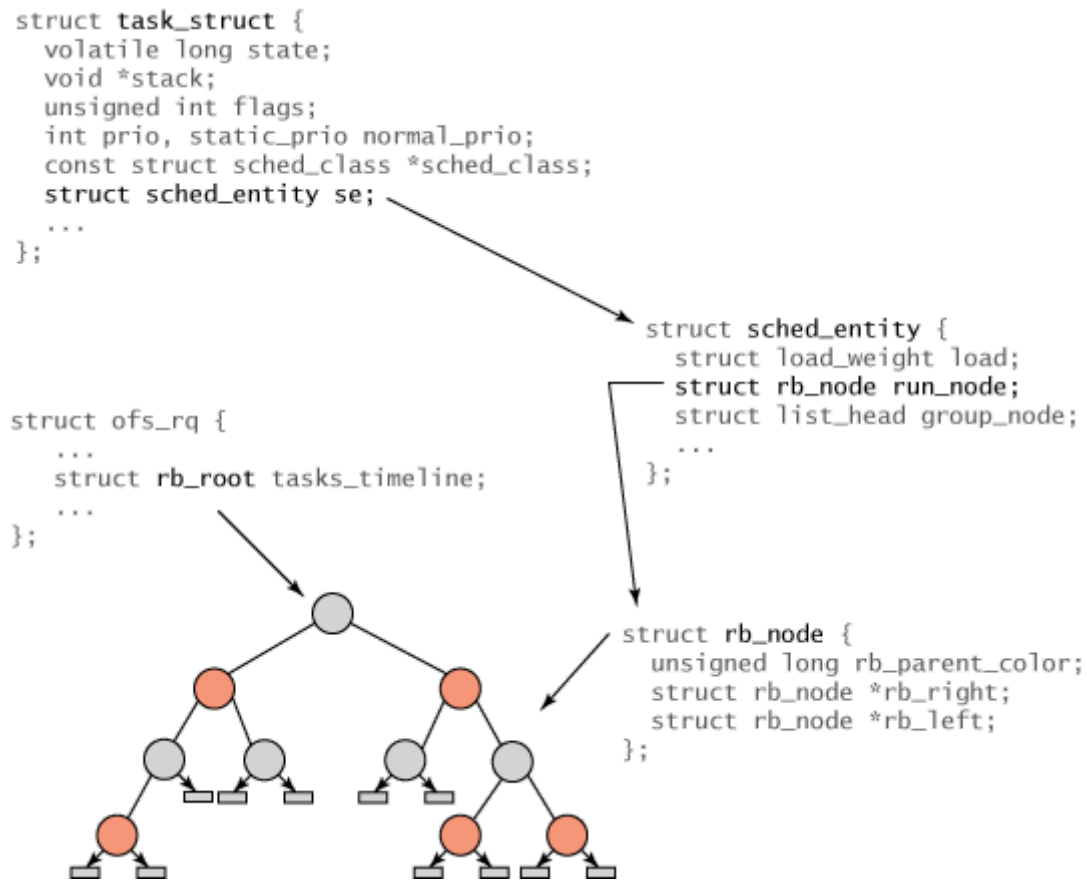 struct task_struct {
volatile long state;
void *stack;
unsigned int flags;
int prio, static_prio normal_prio;
const struct sched_class *sched_class;
struct sched_entity se;
...
};
struct sched_entity {
struct load_weight load;
struct rb_node run_node;
struct list_head group_node;
...
};
struct ofs_rq {
...
struct rb_root tasks_timeline;
...
};
struct rb_node {
unsigned long rb_parent_color;
struct rb_node *rb_right;
struct rb_node *rb_left;
};